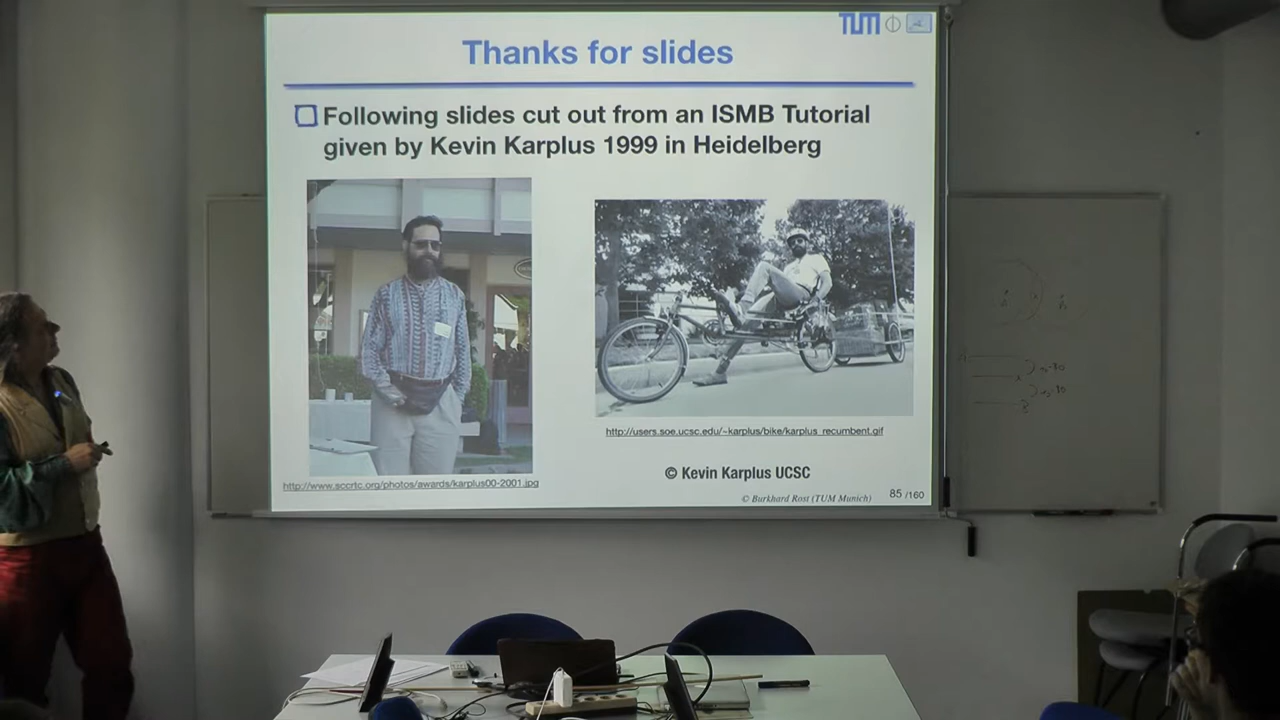 TUM
Thanks for slides
Following slides cut out from an ISMB Tutorial
given by Kevin Karplus 1999 in Heidelberg
http://www.sccrtc.org/photos/awards/karplus00-2001.jpg
http://users.soe.ucsc.edu/~karplus/bike/karplus_recumbent.gif
© Kevin Karplus UCSC
© Burkhard Rost (TUM Munich)
85 /160